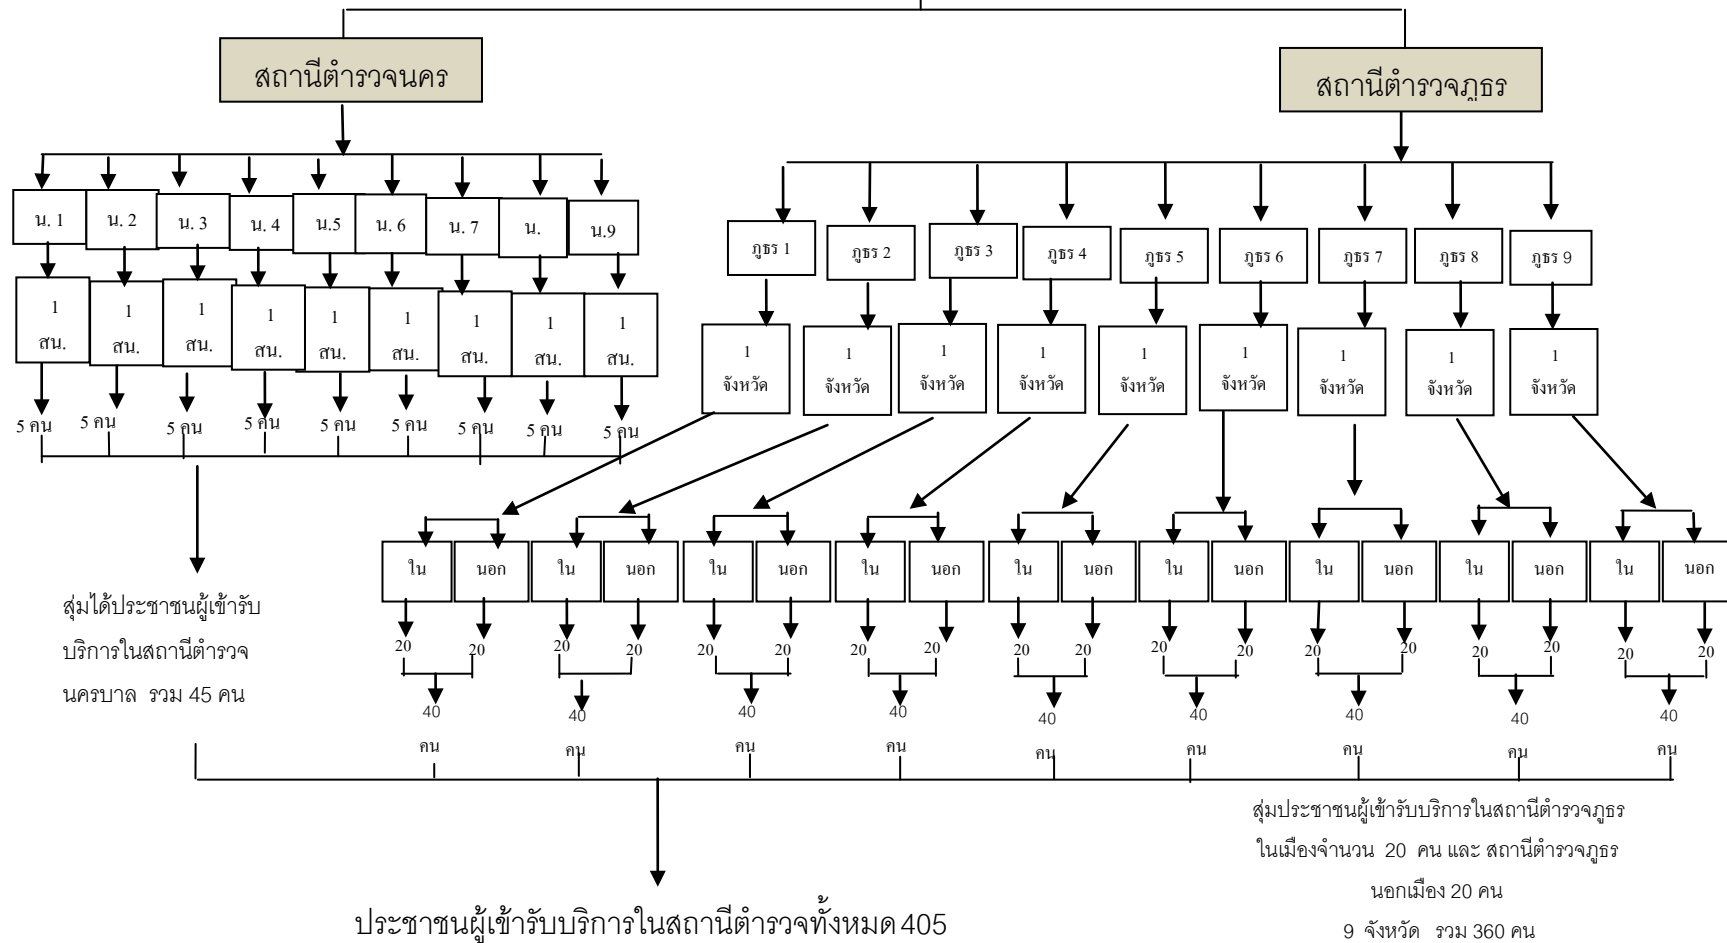 สถานีตำรวจนคร
สถานีตำรวจภูธร
น. 1 น. 2 น. 3 น. 4 น.5 น. 6 น. 7 น. น.9
ภูธร 1 ภูธร 2 ภูธร 3 ภูธร 4 ภูธร 5 ภูธร 6 ภูธร 7 ภูธร 8 ภูธร 9
1 1 1 1 1 1 1 1 1
สน. สน. สน. สน. สน. สน. สน. สน. สน.
1 1 1 1 1 1 1 1 1
จังหวัด จังหวัด จังหวัด จังหวัด จังหวัด จังหวัด จังหวัด จังหวัด จังหวัด
5 คน 5 คน 5 คน 5 คน 5 คน 5 คน 5 คน 5 คน 5 คน
ใน นอก ใน นอก ใน นอก ใน นอก ใน นอก ใน นอก ใน นอก ใน นอก ใน นอก
20 20 20 20 20 20 20 20 20 20 20 20 20 20 20 20 20 20
40 40 40 40 40 40 40 40 40
คน คน คน คน คน คน คน คน คน
สุ่มได้ประชาชนผู้เข้ารับ
บริการในสถานีตำรวจ
นครบาล รวม 45 คน
สุ่มประชาชนผู้เข้ารับบริการในสถานีตำรวจภูธร
ในเมืองจำนวน 20 คน และ สถานีตำรวจภูธร
นอกเมือง 20 คน
9 จังหวัด รวม 360 คน
ประชาชนผู้เข้ารับบริการในสถานีตำรวจทั้งหมด 405